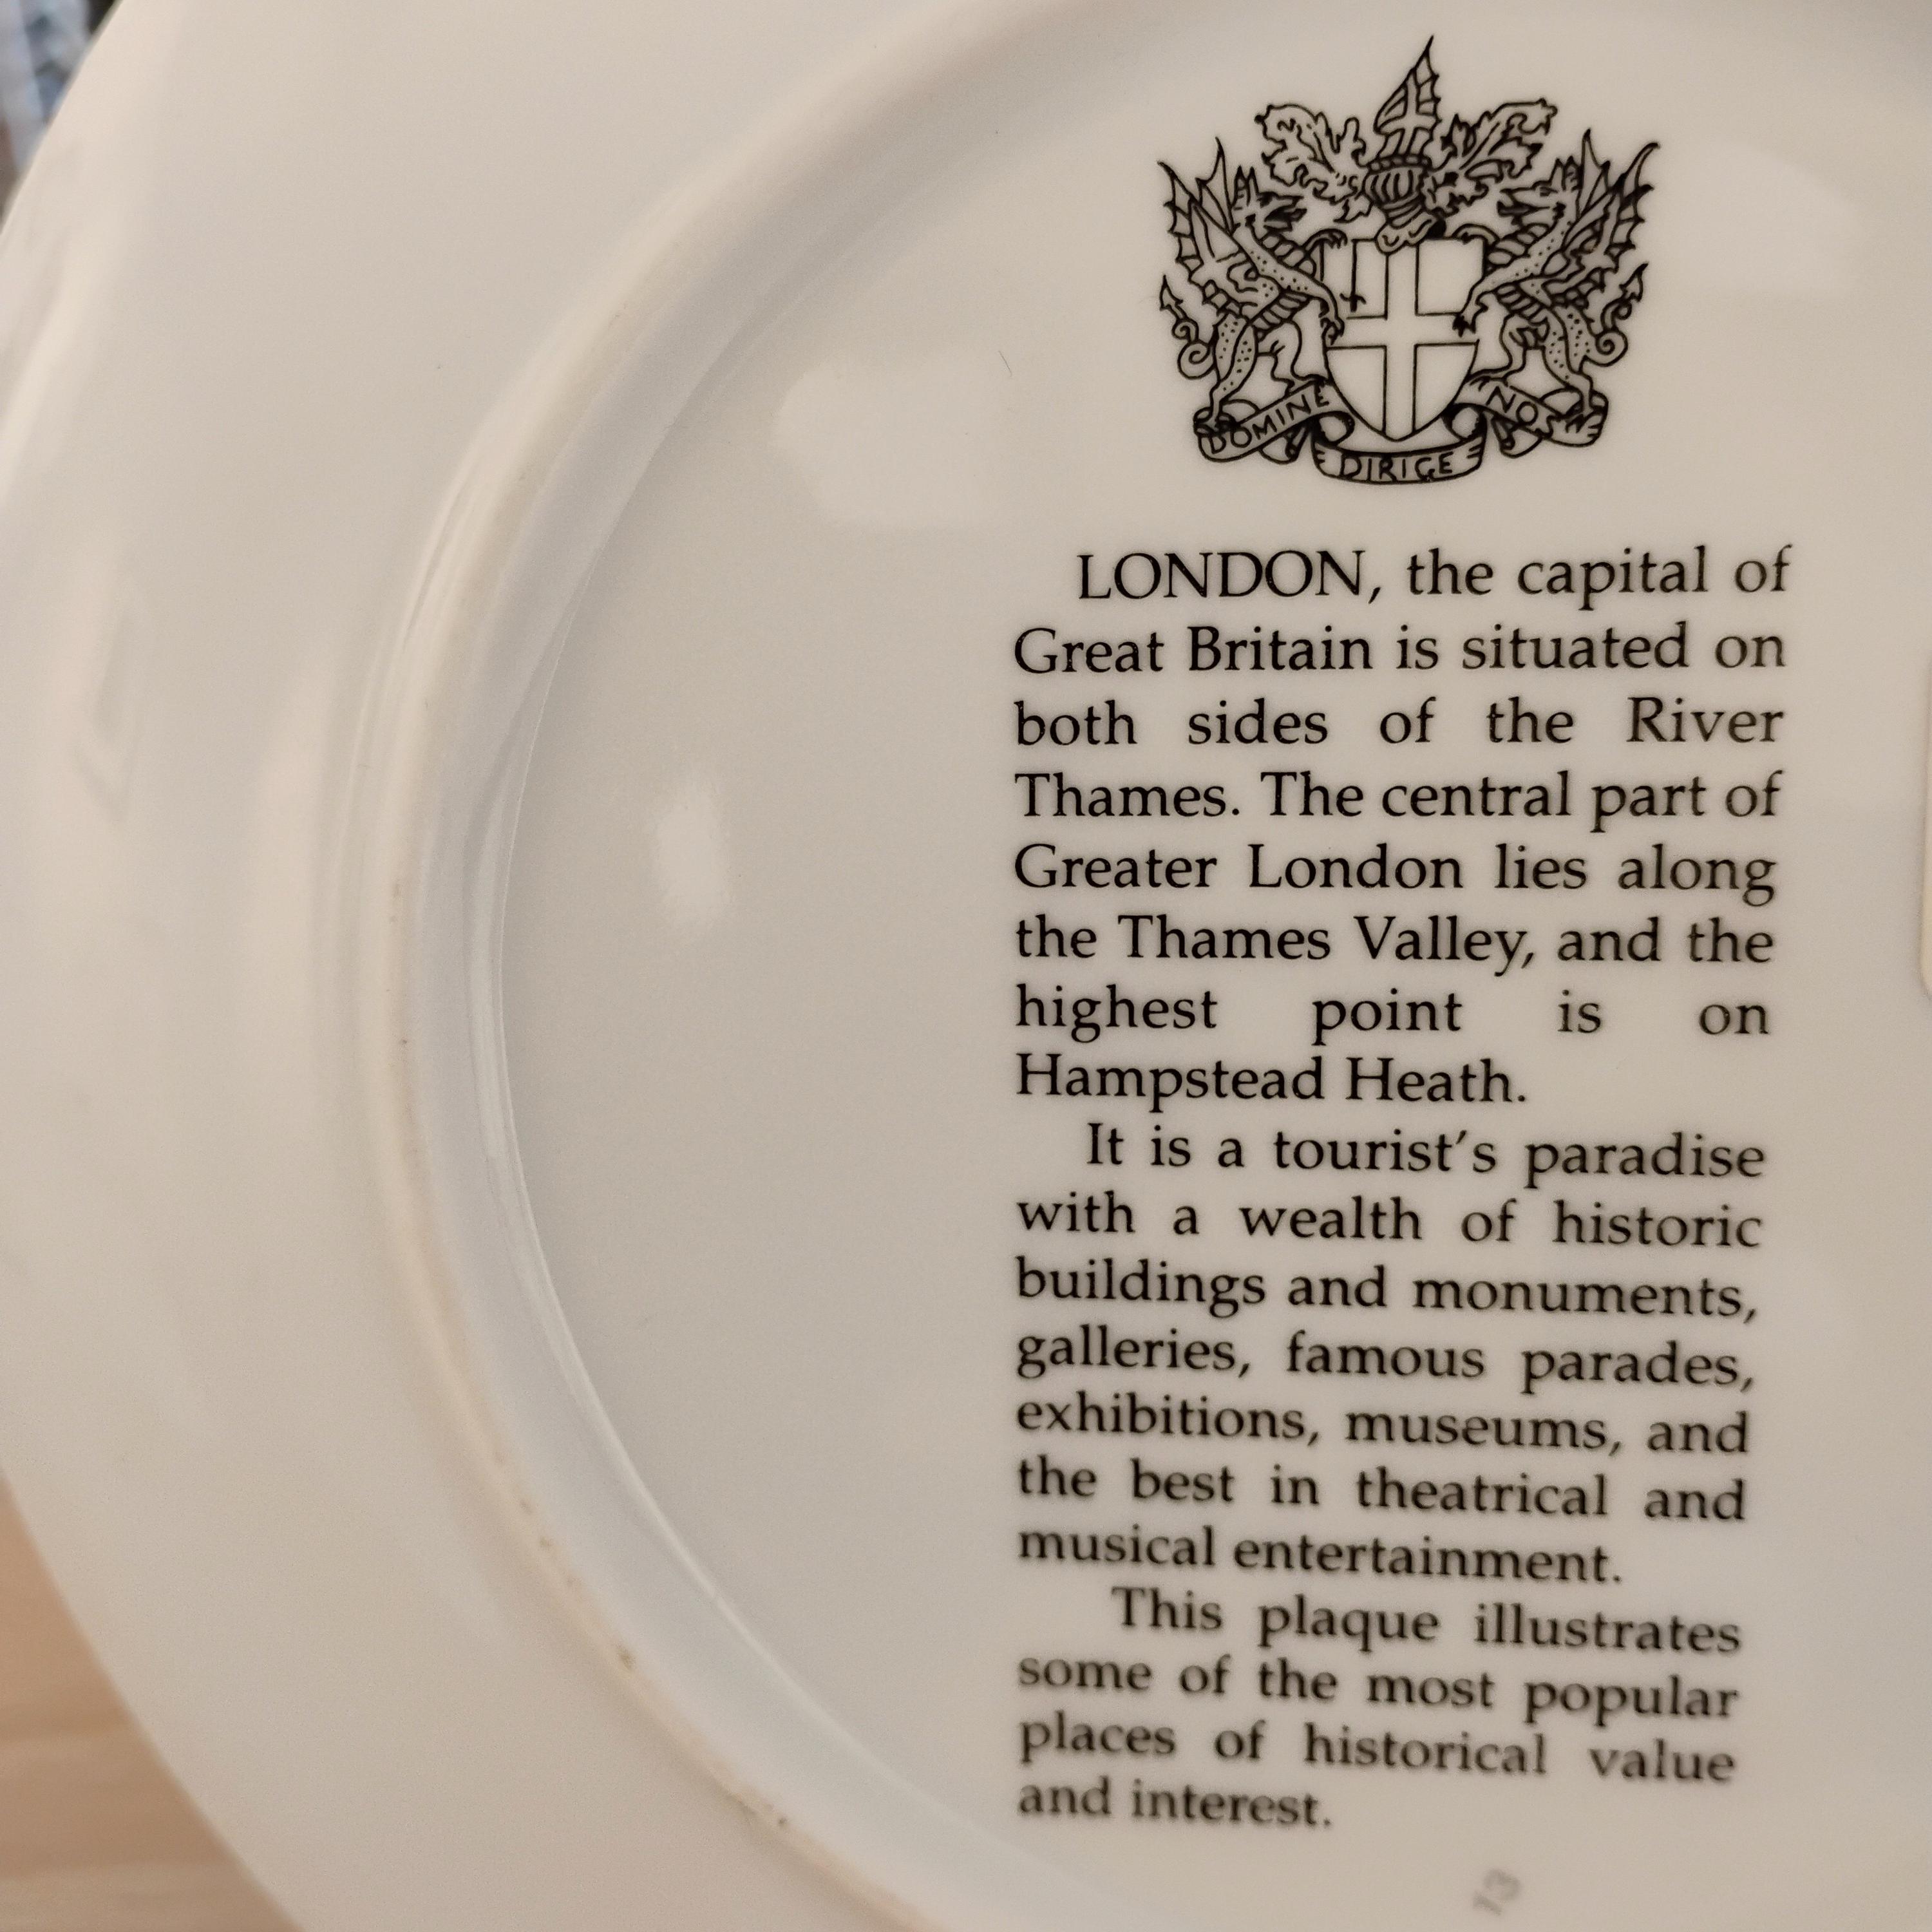 DOMINE DIRIGE NOS
LONDON, the capital of
Great Britain is situated on
both sides of the River
Thames. The central part of
Greater London lies along
the Thames Valley, and the
highest point is on
Hampstead Heath.
It is a tourist's paradise
with a wealth of historic
buildings and monuments,
galleries, famous parades,
exhibitions, museums, and
the best in theatrical and
musical entertainment.
This plaque illustrates
some of the most popular
places of historical value
and interest.
13